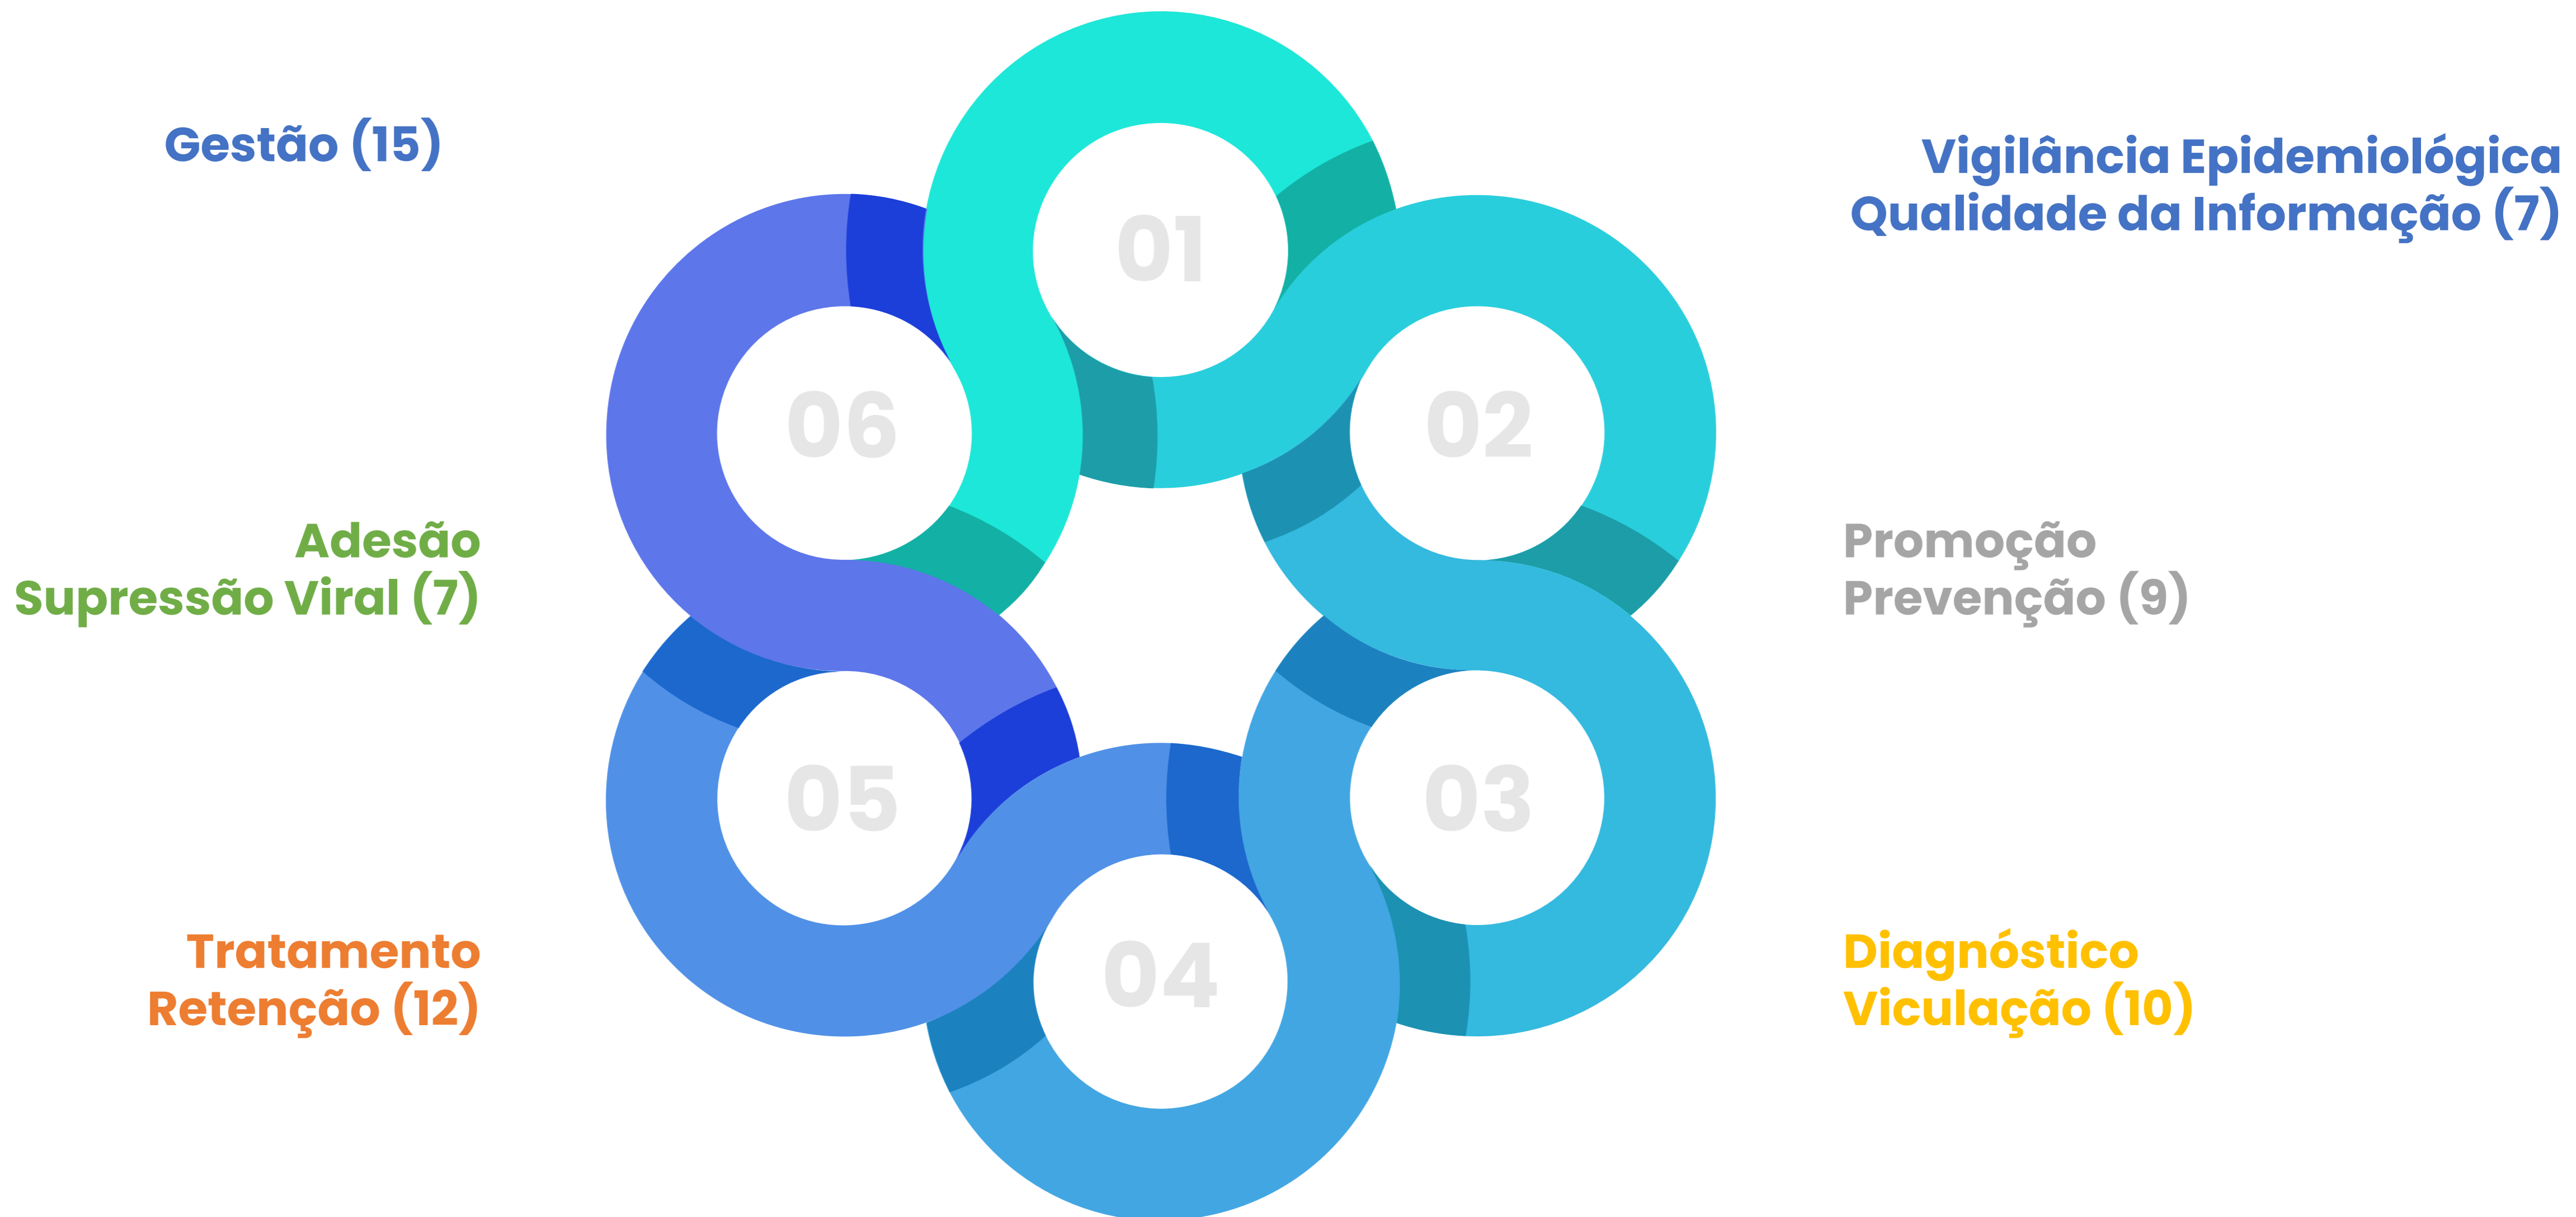 Gestão (15)
Vigilância Epidemiológica
Qualidade da Informação (7)
01
06
02
Adesão
Supressão Viral (7)
Promoção
Prevenção (9)
05
03
Tratamento
Retenção (12)
04
Diagnóstico
Viculação (10)